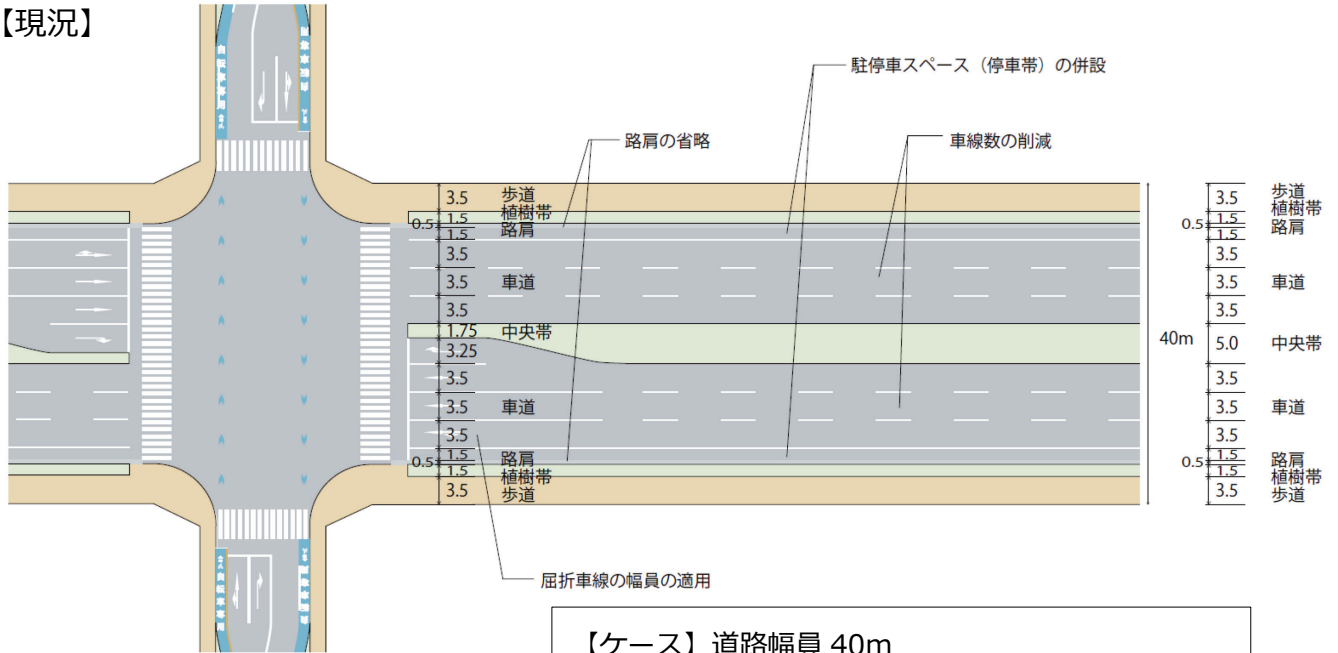 【現況】
駐停車スペース(停車帯)の併設
路肩の省略
車線数の削減
3.5 歩道
1.5 植樹帯
0.5
1.5 路肩
3.5
3.5 車道
3.5
1.75 中央帯
3.25
3.5
3.5 車道
3.5
1.5 路肩
0.5
1.5 植樹帯
3.5 歩道
40m
3.5 歩道
1.5 植樹帯
0.5
1.5 路肩
3.5
3.5 車道
3.5
5.0 中央帯
3.5
3.5 車道
3.5
1.5 路肩
0.5
1.5 植樹帯
3.5 歩道
屈折車線の幅員の適用
【ケース】道路幅員 40m